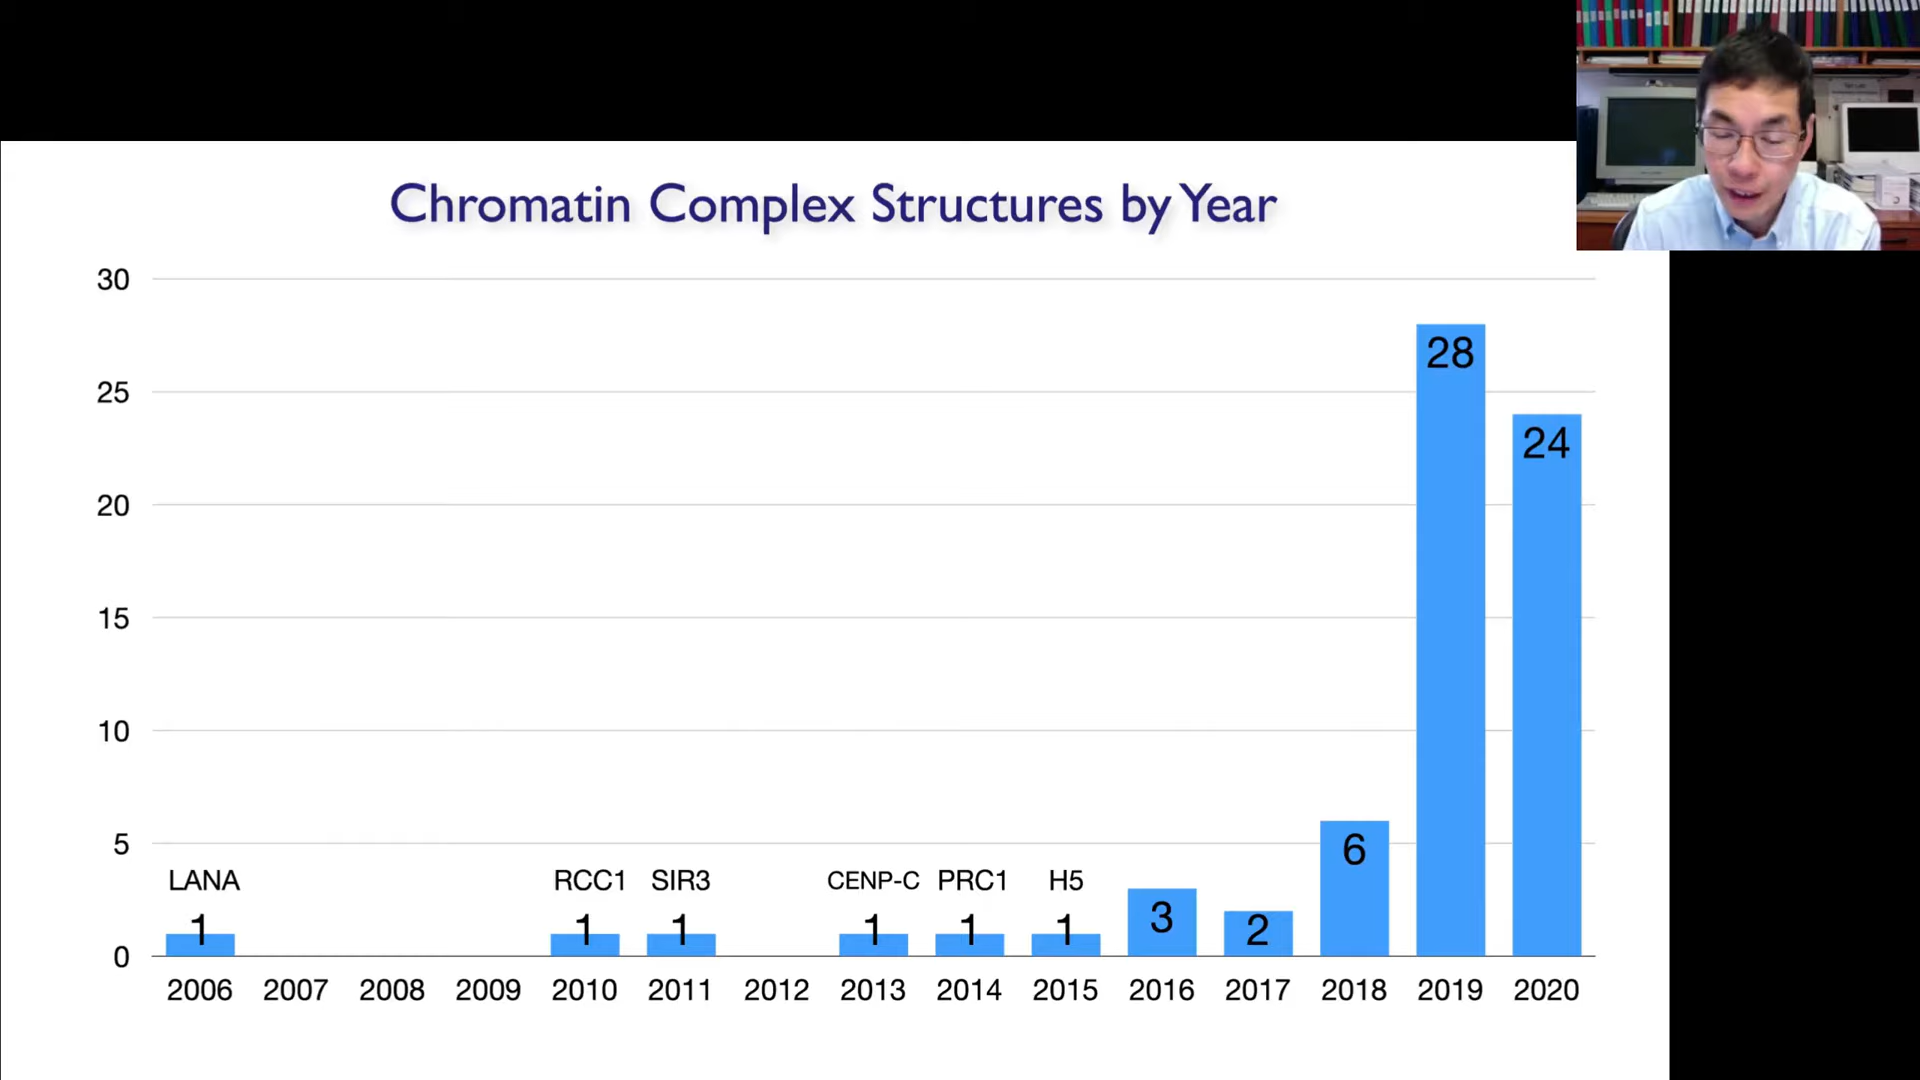 Chromatin Complex Structures by Year
30
25
20
15
10
5
0
28
24
6
3
2
LANA
RCC1
SIR3
CENP-C
PRC1
H5
1
1
1
1
1
1
2006 2007 2008 2009 2010 2011 2012 2013 2014 2015 2016 2017 2018 2019 2020